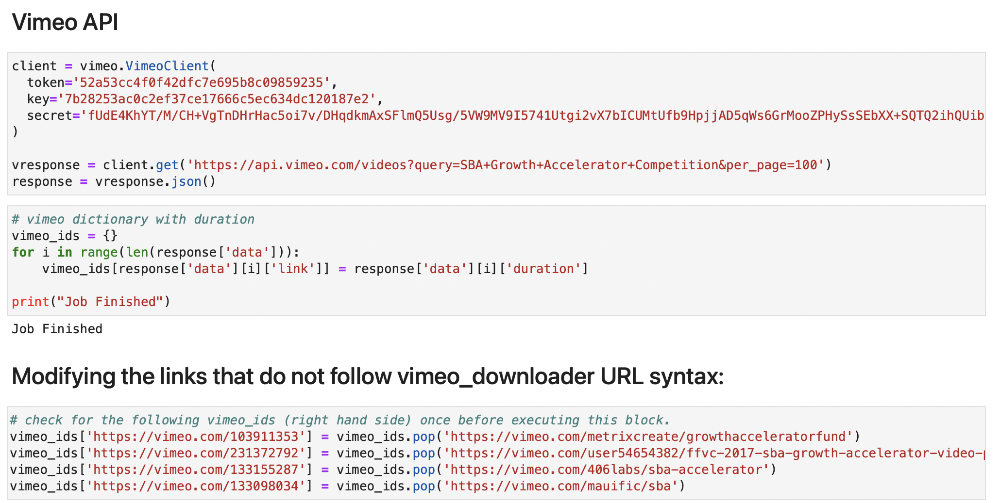 Vimeo API
client = vimeo.VimeoClient(
  token='52a53cc4f0f42dfc7e695b8c09859235',
  key='7b28253ac0c2ef37ce17666c5ec634dc120187e2',
  secret='fUdE4KhYT/M/CH+VgTnDHrHac5oi7v/DHqdkmAxSFlmQ5Usg/5VW9MV9I5741Utgi2vX7bICUMtUfb9HpjjAD5qWs6GrMooZPHySsSEbXX+SQTQ2ihQUib
)
vresponse = client.get('https://api.vimeo.com/videos?query=SBA+Growth+Accelerator+Competition&per_page=100')
response = vresponse.json()
# vimeo dictionary with duration
vimeo_ids = {}
for i in range(len(response['data'])):
    vimeo_ids[response['data'][i]['link']] = response['data'][i]['duration']
print("Job Finished")
Job Finished
Modifying the links that do not follow vimeo_downloader URL syntax:
# check for the following vimeo_ids (right hand side) once before executing this block.
vimeo_ids['https://vimeo.com/103911353'] = vimeo_ids.pop('https://vimeo.com/metrixcreate/growthacceleratorfund')
vimeo_ids['https://vimeo.com/231372792'] = vimeo_ids.pop('https://vimeo.com/user54654382/ffvc-2017-sba-growth-accelerator-video-
vimeo_ids['https://vimeo.com/133155287'] = vimeo_ids.pop('https://vimeo.com/406labs/sba-accelerator')
vimeo_ids['https://vimeo.com/133098034'] = vimeo_ids.pop('https://vimeo.com/mauific/sba')